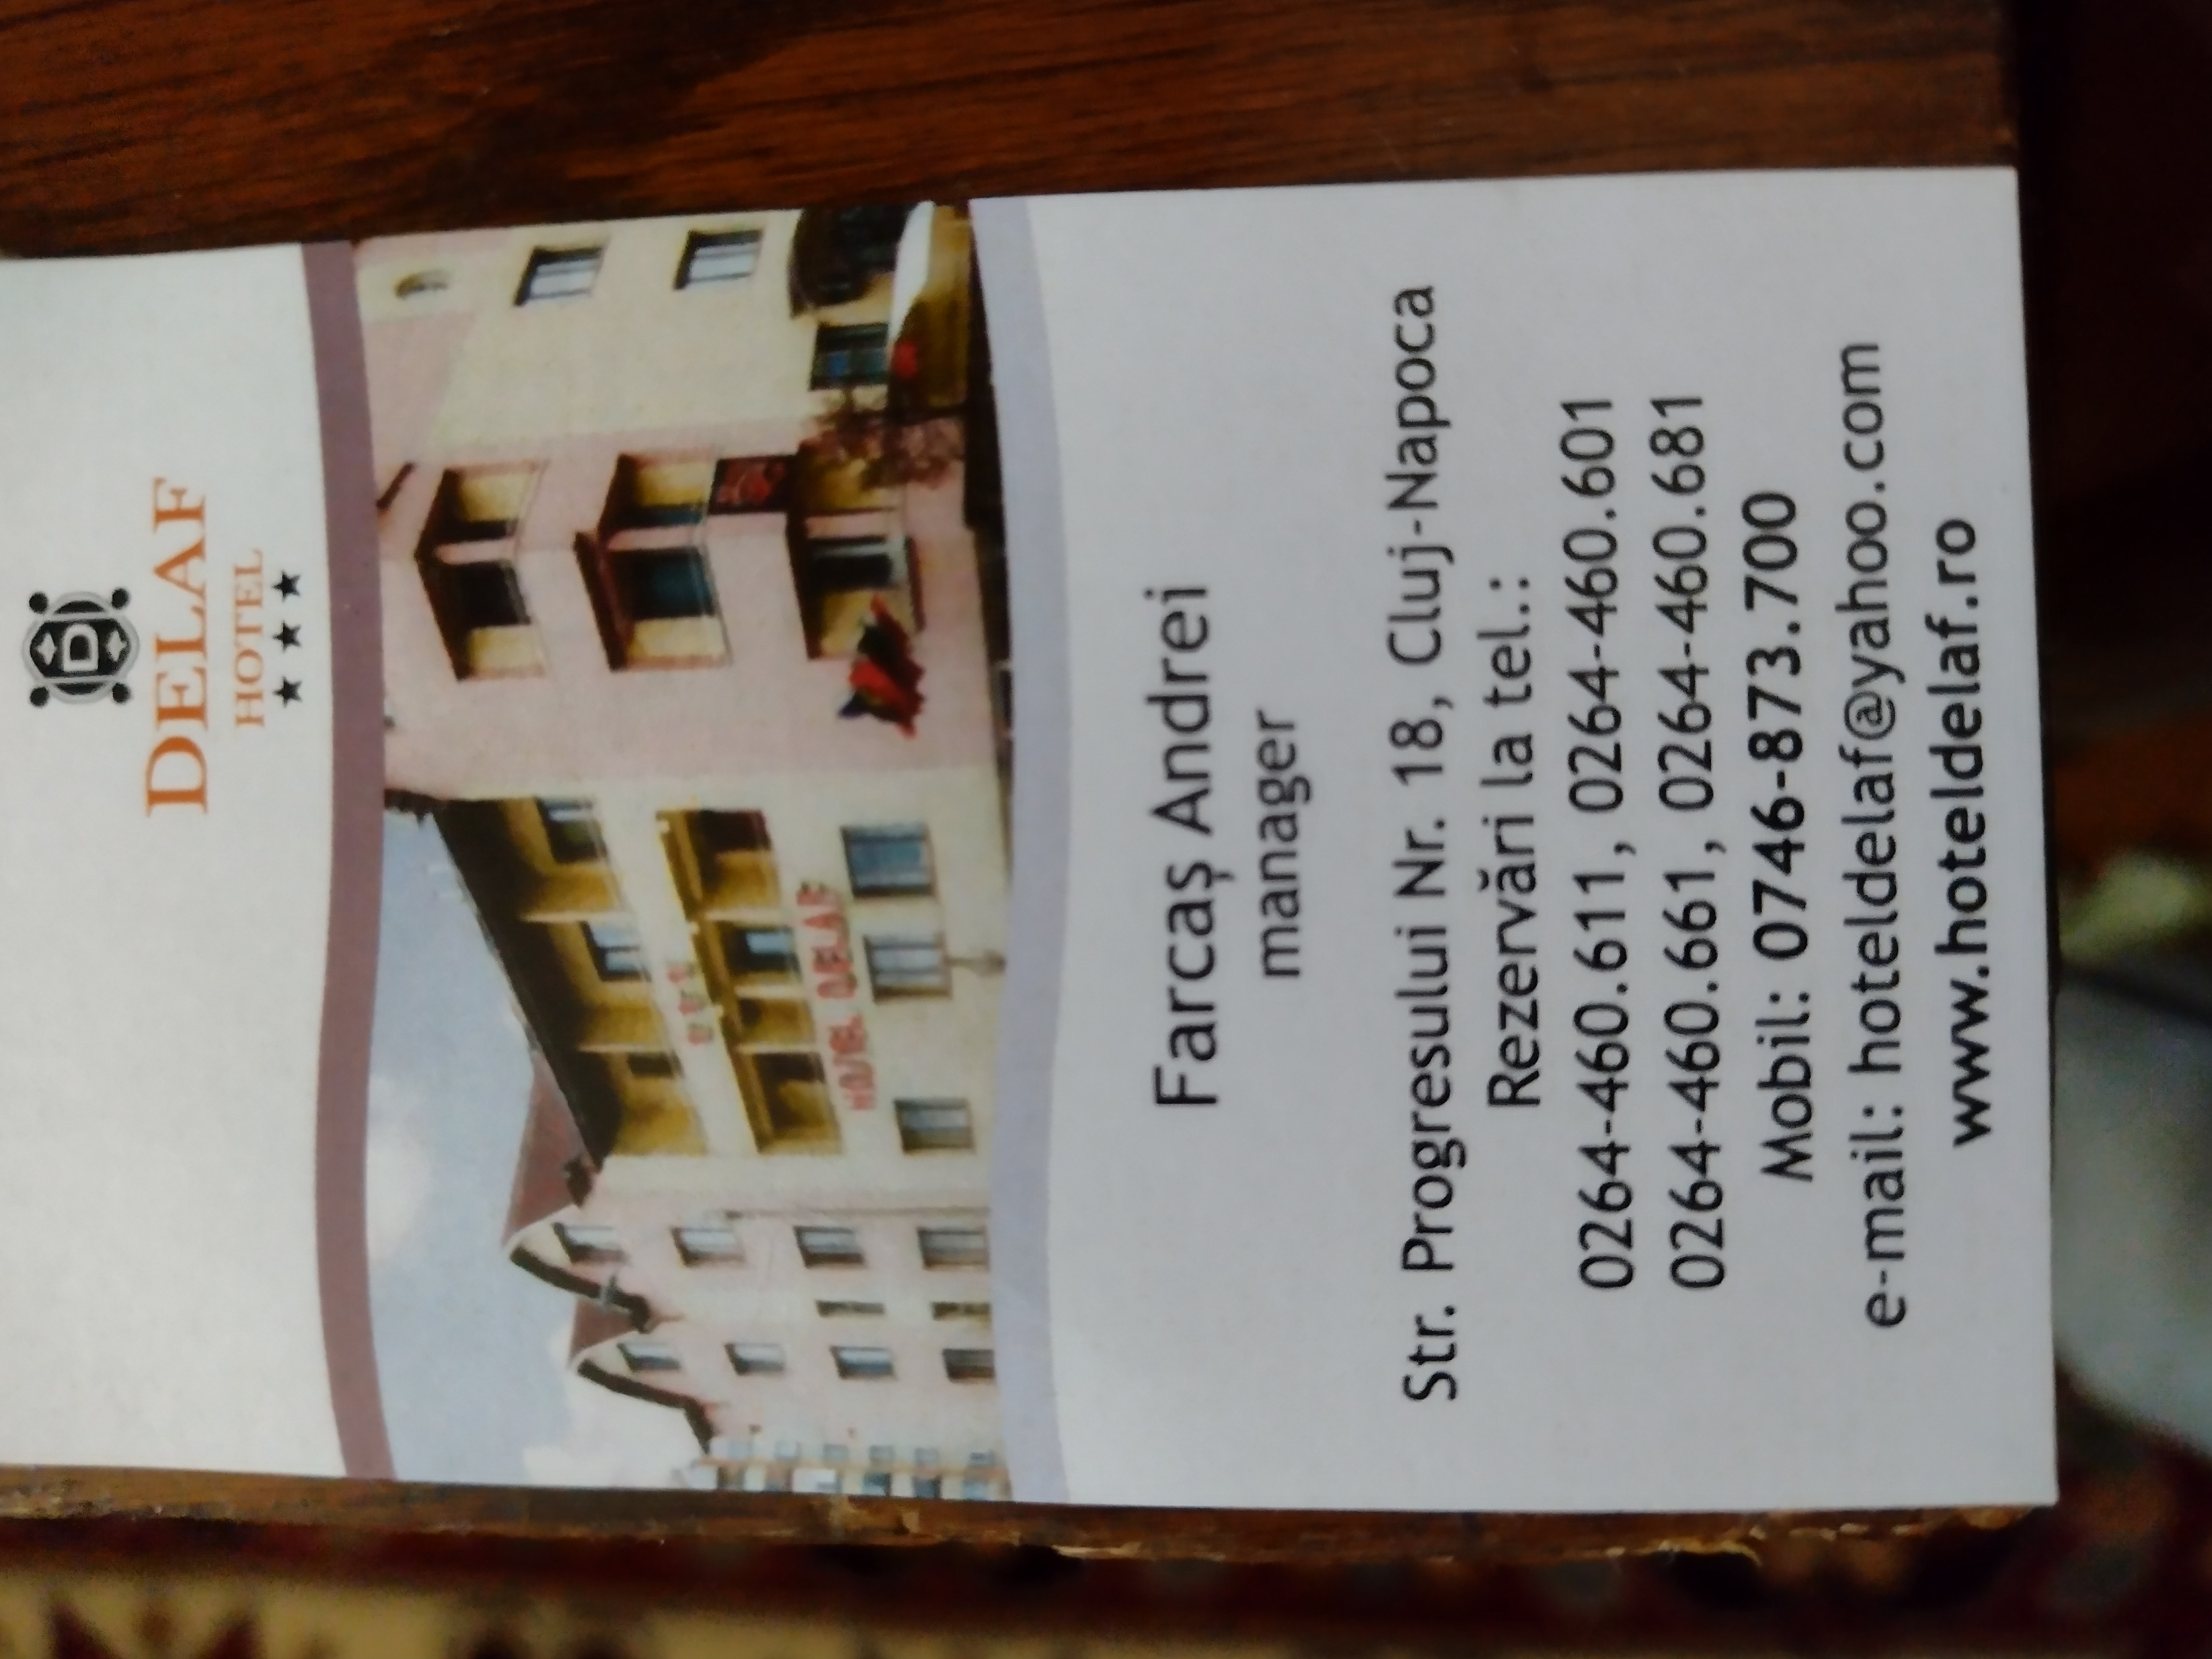 D
DELAF
HOTEL
HOTEL DELAF
Farcaș Andrei
manager
Str. Progresului Nr. 18, Cluj-Napoca
Rezervări la tel.:
0264-460.611, 0264-460.601
0264-460.661, 0264-460.681
Mobil: 0746-873.700
e-mail: hoteldelaf@yahoo.com
www.hoteldelaf.ro